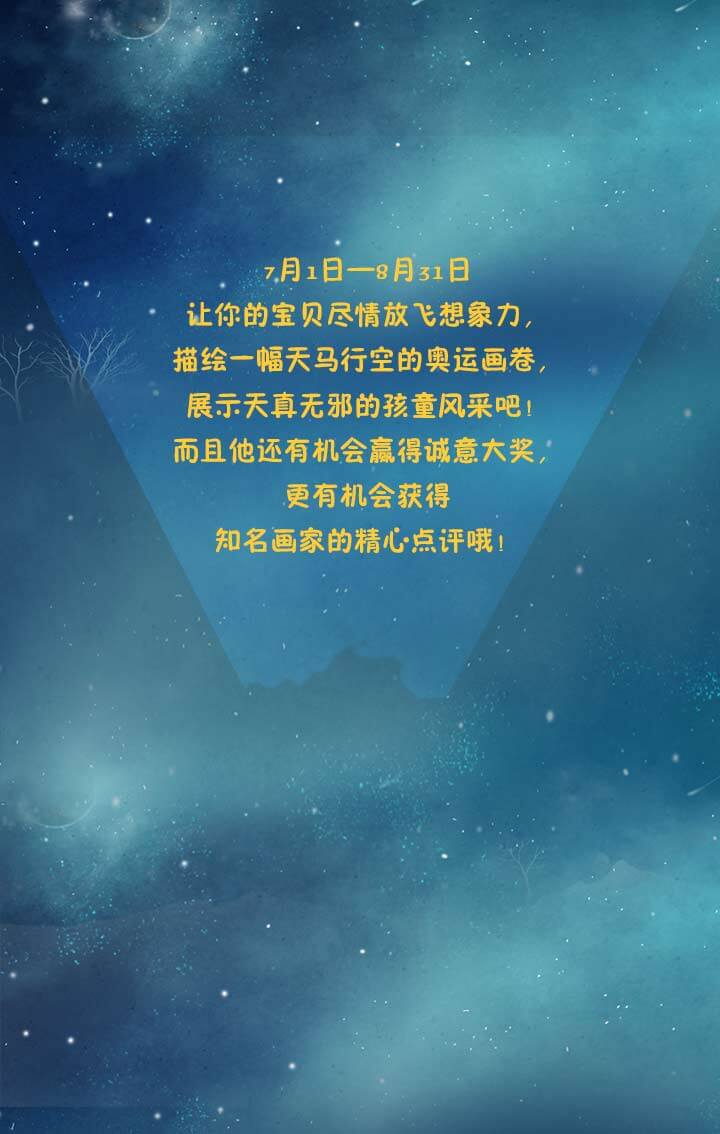 7月1日—8月31日
让你的宝贝尽情放飞想象力，
描绘一幅天马行空的奥运画卷，
展示天真无邪的孩童风采吧！
而且他还有机会赢得诚意大奖，
更有机会获得
知名画家的精心点评哦！